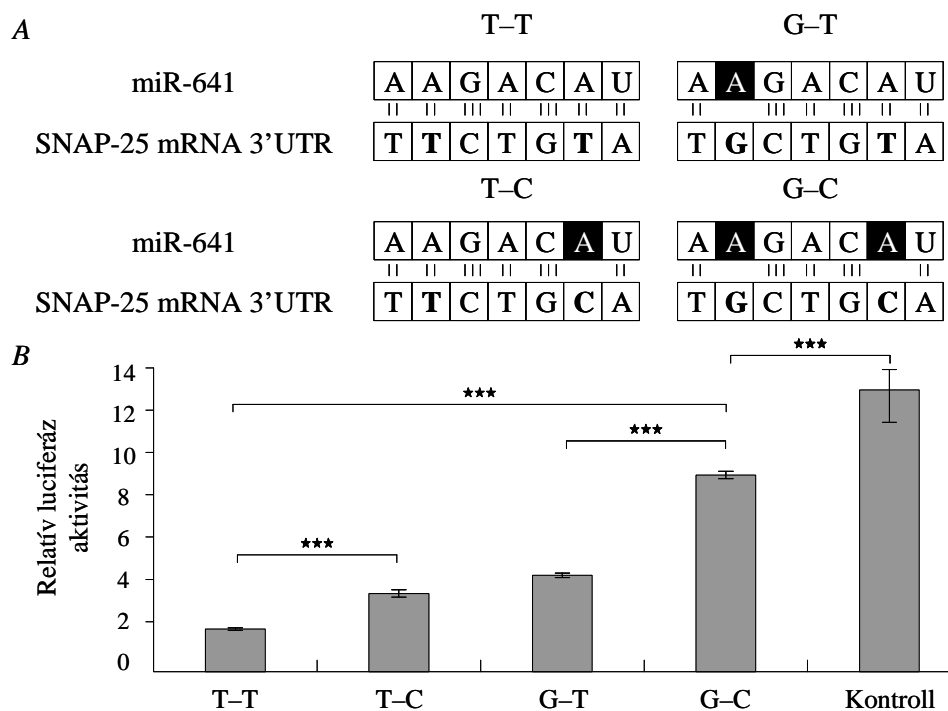 A
T–T
G–T
miR-641
A A G A C A U
A A G A C A U
SNAP-25 mRNA 3’UTR
T T C T G T A
T G C T G T A
T–C
G–C
miR-641
A A G A C A U
A A G A C A U
SNAP-25 mRNA 3’UTR
T T C T G C A
T G C T G C A
B
Relatív luciferáz
aktivitás
14
12
10
8
6
4
2
0
★★★
★★★
★★★
★★★
T–T
T–C
G–T
G–C
Kontroll